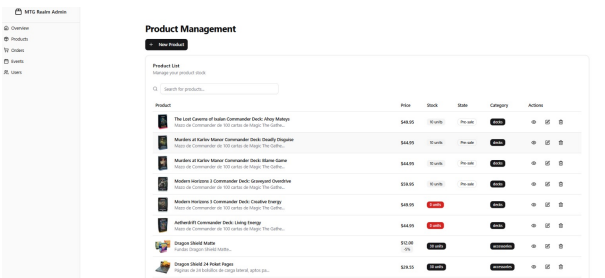 MTG Realm Admin
Overview
Products
Orders
Events
Users
Product Management
+ New Product
Product List
Manage your product stock
Search for products...
Product Price Stock State Category Actions
The Lost Caverns of Ixalan Commander Deck: Ahoy Mateys
Mazo de Commander de 100 cartas de Magic The Gathe...
$49.95 10 units Pre-sale decks
Murders at Karlov Manor Commander Deck: Deadly Disguise
Mazo de Commander de 100 cartas de Magic The Gathe...
$44.95 10 units Pre-sale decks
Murders at Karlov Manor Commander Deck: Blame Game
Mazo de Commander de 100 cartas de Magic The Gathe...
$44.95 10 units Pre-sale decks
Modern Horizons 3 Commander Deck: Graveyard Overdrive
Mazo de Commander de 100 cartas de Magic The Gathe...
$59.95 10 units Pre-sale decks
Modern Horizons 3 Commander Deck: Creative Energy
Mazo de Commander de 100 cartas de Magic The Gathe...
$49.95 0 units decks
Aetherdrift Commander Deck: Living Energy
Mazo de Commander de 100 cartas de Magic The Gathe...
$44.95 0 units decks
Dragon Shield Matte
Fundas Dragon Shield Matte...
$12.00 30 units accessories
Dragon Shield 24 Poket Pages
Páginas de 24 bolsillos de carga lateral, aptos pa...
$29.55 30 units accessories